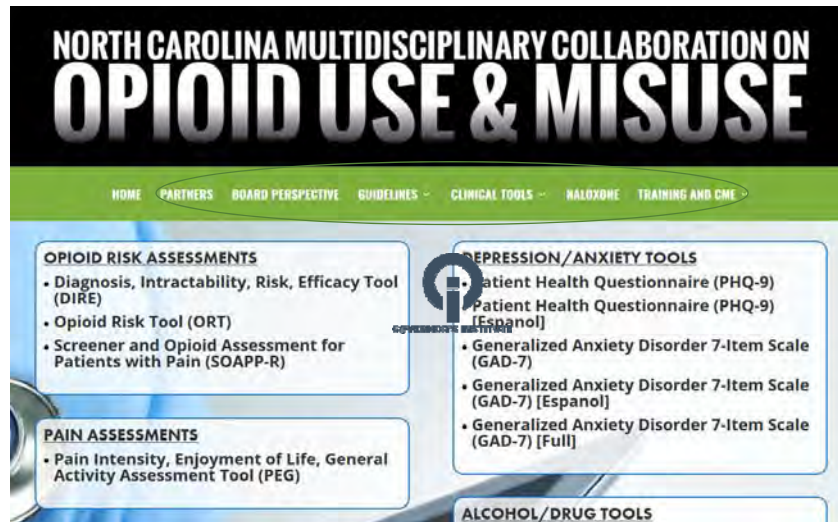 NORTH CAROLINA MULTIDISCIPLINARY COLLABORATION ON
OPIOID USE & MISUSE
HOME PARTNERS BOARD PERSPECTIVE GUIDELINES CLINICAL TOOLS NALOXONE TRAINING AND CME
OPIOID RISK ASSESSMENTS
• Diagnosis, Intractability, Risk, Efficacy Tool
(DIRE)
• Opioid Risk Tool (ORT)
• Screener and Opioid Assessment for
Patients with Pain (SOAPP-R)
PAIN ASSESSMENTS
• Pain Intensity, Enjoyment of Life, General
Activity Assessment Tool (PEG)
GOVERNOR'S INSTITUTE
DEPRESSION/ANXIETY TOOLS
• Patient Health Questionnaire (PHQ-9)
• Patient Health Questionnaire (PHQ-9)
[Espanol]
• Generalized Anxiety Disorder 7-Item Scale
(GAD-7)
• Generalized Anxiety Disorder 7-Item Scale
(GAD-7) [Espanol]
• Generalized Anxiety Disorder 7-Item Scale
(GAD-7) [Full]
ALCOHOL/DRUG TOOLS